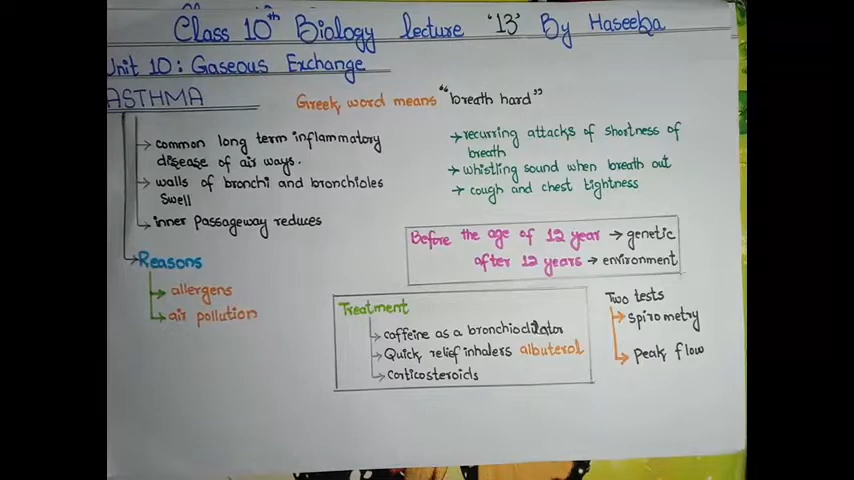 Class 10th Biology lecture '13' By Haseeba
Unit 10: Gaseous Exchange
ASTHMA
Greek word means "breath hard"
common long term inflammatory
disease of air ways.
walls of bronchi and bronchioles
swell
inner passageway reduces
→ recurring attacks of shortness of
breath
→ whistling sound when breath out
→ cough and chest tightness
Before the age of 12 year → genetic
after 12 years → environment
Reasons
allergens
air pollution
Treatment
caffeine as a bronchiodilator
Quick relief inhalers albuterol
corticosteroids
Two tests
spirometry
peak flow